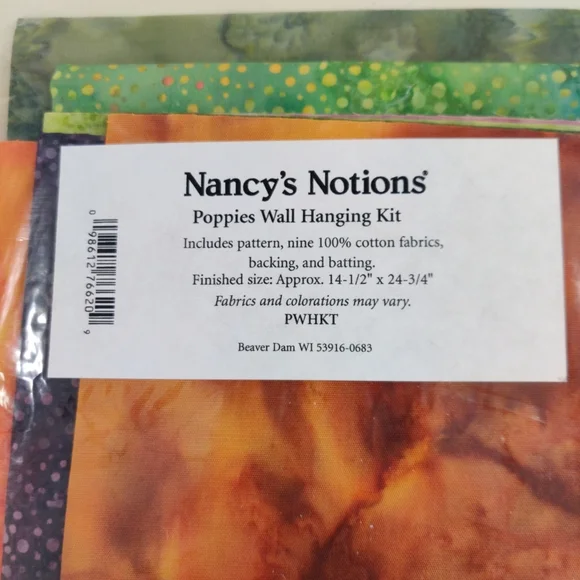 Nancy's Notions®
Poppies Wall Hanging Kit
Includes pattern, nine 100% cotton fabrics,
backing, and batting.
Finished size: Approx. 14-1/2" x 24-3/4"
Fabrics and colorations may vary.
PWHKT
Beaver Dam WI 53916-0683
0 98612 76620 9